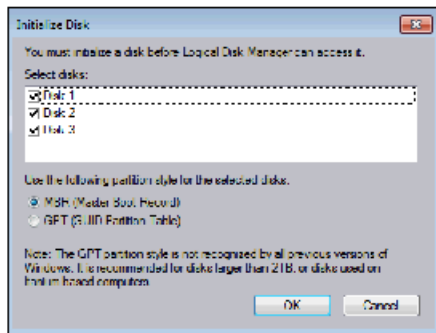 Initialize Disk
You must initialize a disk before Logical Disk Manager can access it.
Select disks:
Disk 1
Disk 2
Disk 3
Use the following partition style for the selected disks:
MBR (Master Boot Record)
GPT (GUID Partition Table)
Note: The GPT partition style is not recognized by all previous versions of
Windows. It is recommended for disks larger than 2TB, or disks used on
Itanium-based computers.
OK Cancel